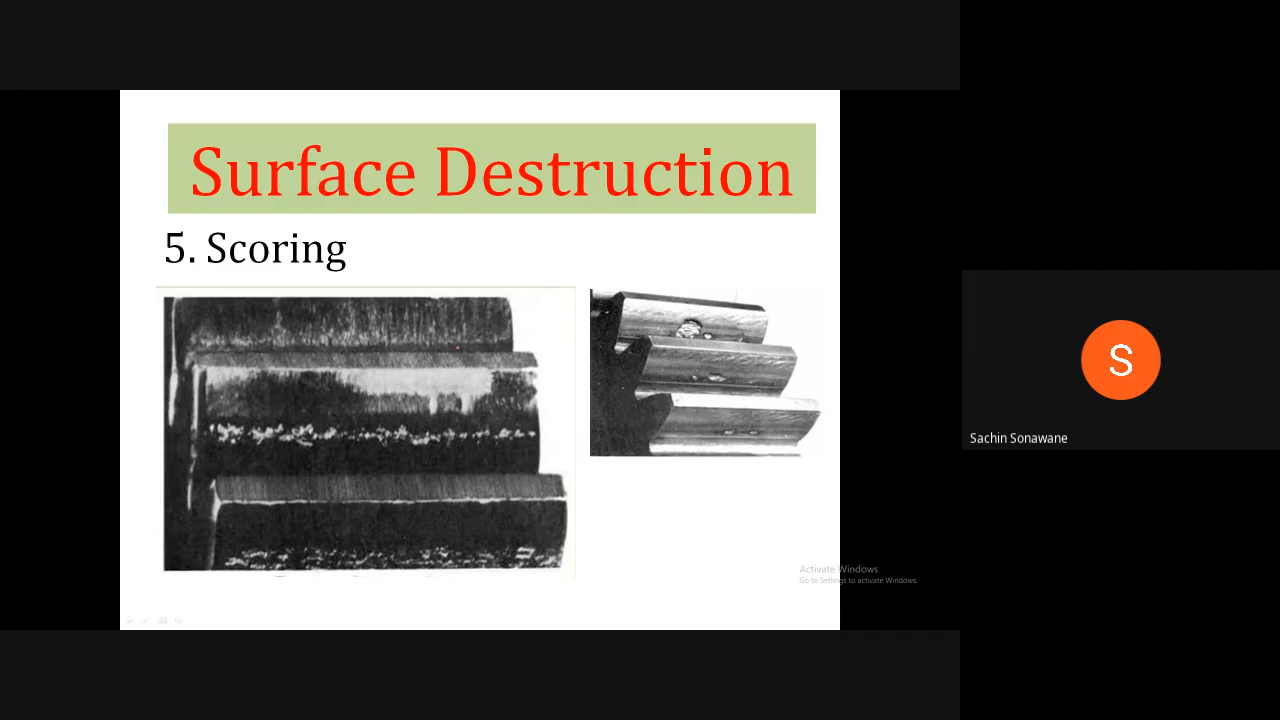 Surface Destruction
5. Scoring
S
Sachin Sonawane
Activate Windows
Go to Settings to activate Windows.